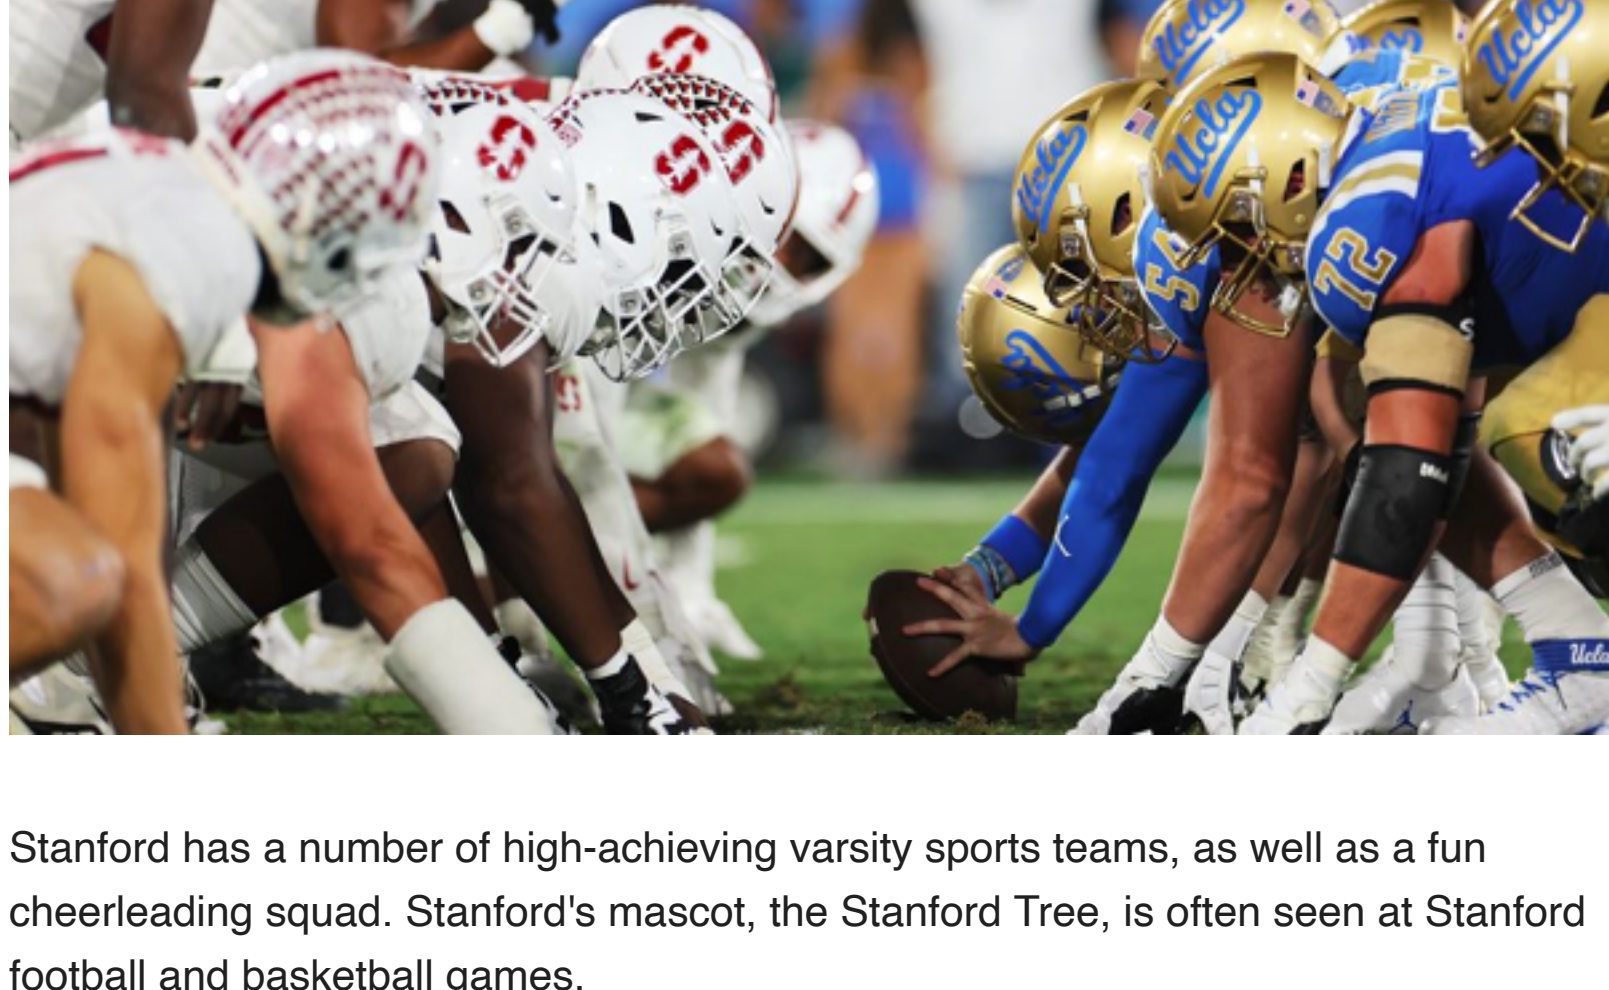 Ucla
Ucla
Ucla
Ucla
54
72
Ucla
Stanford has a number of high-achieving varsity sports teams, as well as a fun
cheerleading squad. Stanford's mascot, the Stanford Tree, is often seen at Stanford
football and basketball games.